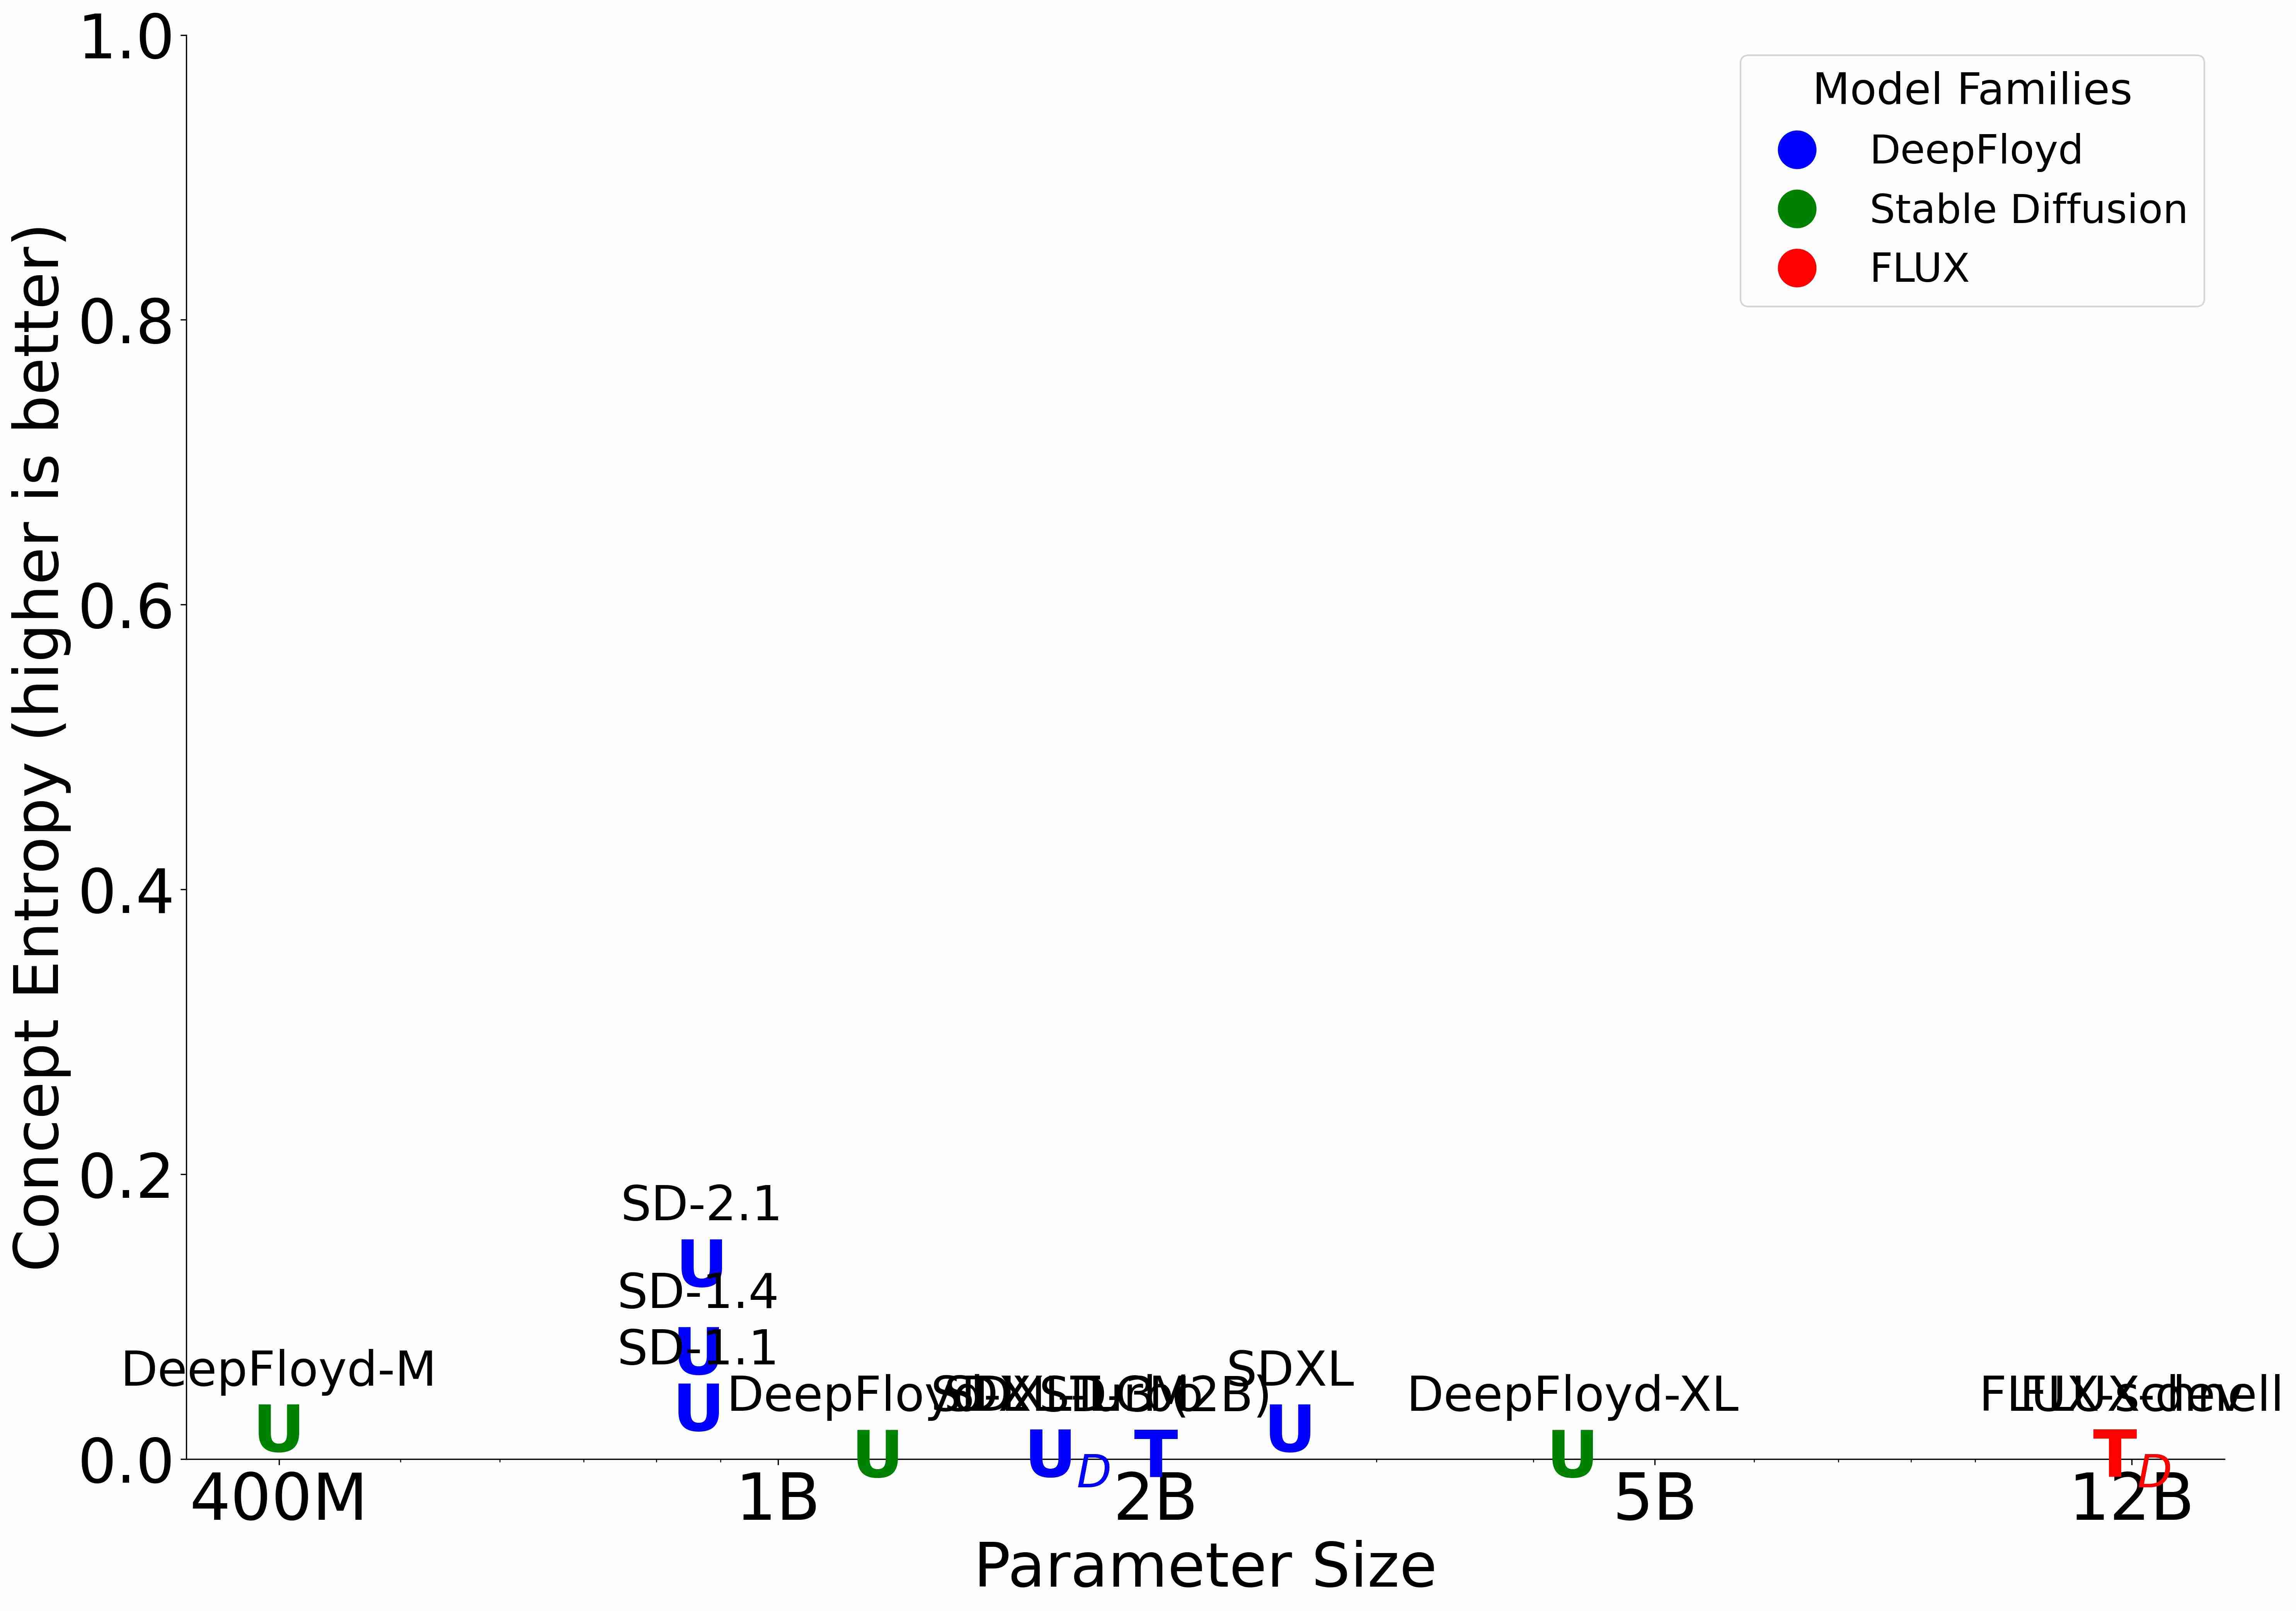 1.0
0.8
0.6
0.4
0.2
0.0
Concept Entropy (higher is better)
Model Families
DeepFloyd
Stable Diffusion
FLUX
SD-2.1
U
SD-1.4
U
SD-1.1
U
DeepFloyd-M
U
U
U D
T
SDXL
U
DeepFloyd-XL
U
T D
400M
1B
2B
5B
12B
Parameter Size